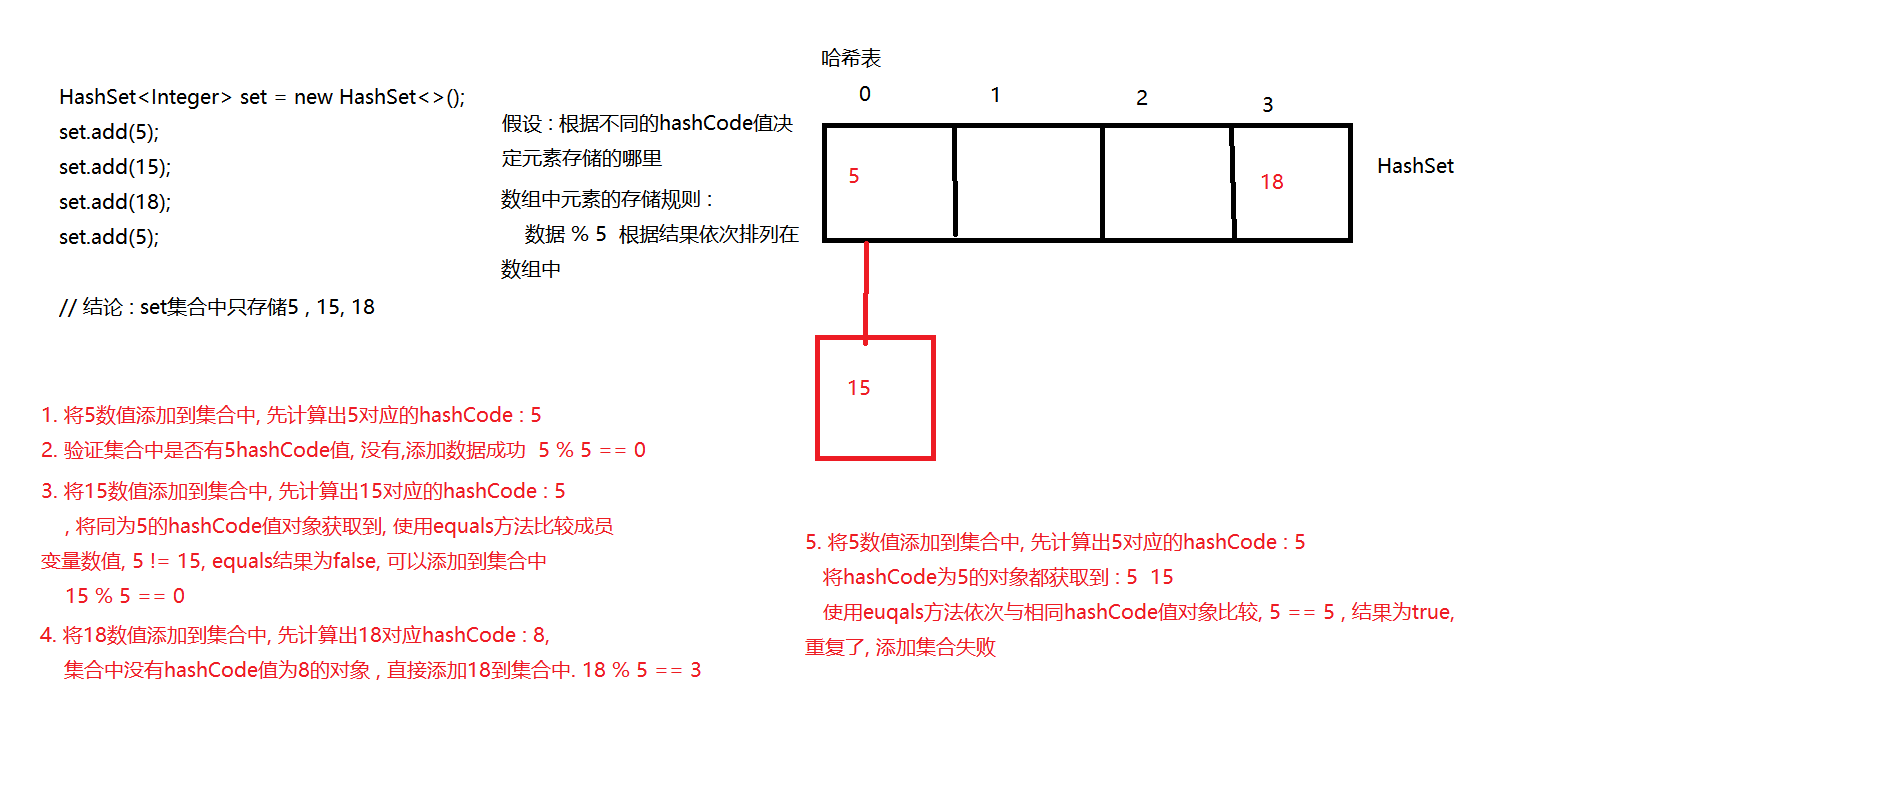 HashSet<Integer> set = new HashSet<>();
set.add(5);
set.add(15);
set.add(18);
set.add(5);
// 结论 : set集合中只存储5 , 15, 18
假设 : 根据不同的hashCode值决
定元素存储的哪里
数组中元素的存储规则 :
数据 % 5  根据结果依次排列在
数组中
哈希表
0 1 2 3
5 18
HashSet
15
1. 将5数值添加到集合中, 先计算出5对应的hashCode : 5
2. 验证集合中是否有5hashCode值, 没有,添加数据成功  5 % 5 == 0
3. 将15数值添加到集合中, 先计算出15对应的hashCode : 5
, 将同为5的hashCode值对象获取到, 使用equals方法比较成员
变量数值, 5 != 15, equals结果为false, 可以添加到集合中
15 % 5 == 0
4. 将18数值添加到集合中, 先计算出18对应hashCode : 8,
集合中没有hashCode值为8的对象 , 直接添加18到集合中. 18 % 5 == 3
5. 将5数值添加到集合中, 先计算出5对应的hashCode : 5
将hashCode为5的对象都获取到 : 5  15
使用euqals方法依次与相同hashCode值对象比较, 5 == 5 , 结果为true,
重复了, 添加集合失败